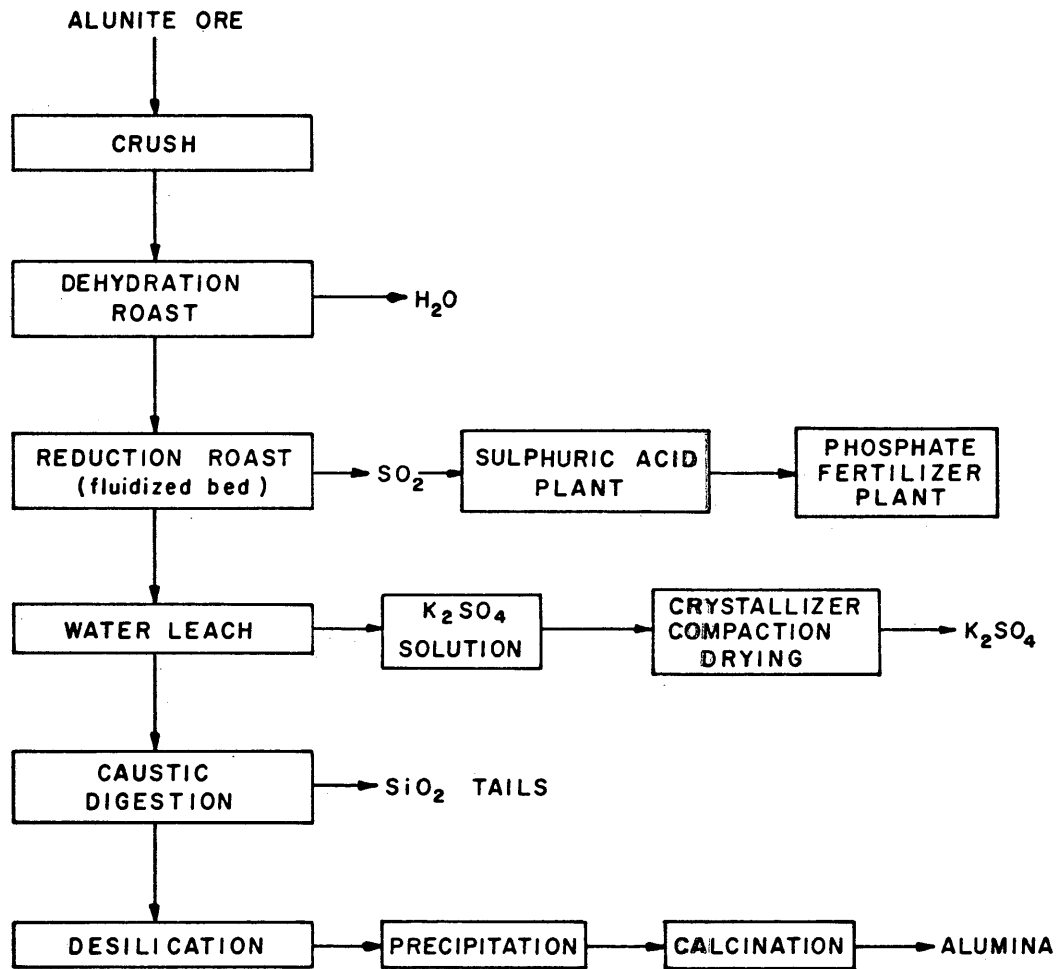 ALUNITE ORE
CRUSH
DEHYDRATION
ROAST
H₂O
REDUCTION ROAST
(fluidized bed)
SO₂
SULPHURIC ACID
PLANT
PHOSPHATE
FERTILIZER
PLANT
WATER LEACH
K₂SO₄
SOLUTION
CRYSTALLIZER
COMPACTION
DRYING
K₂SO₄
CAUSTIC
DIGESTION
SiO₂ TAILS
DESILICATION
PRECIPITATION
CALCINATION
ALUMINA